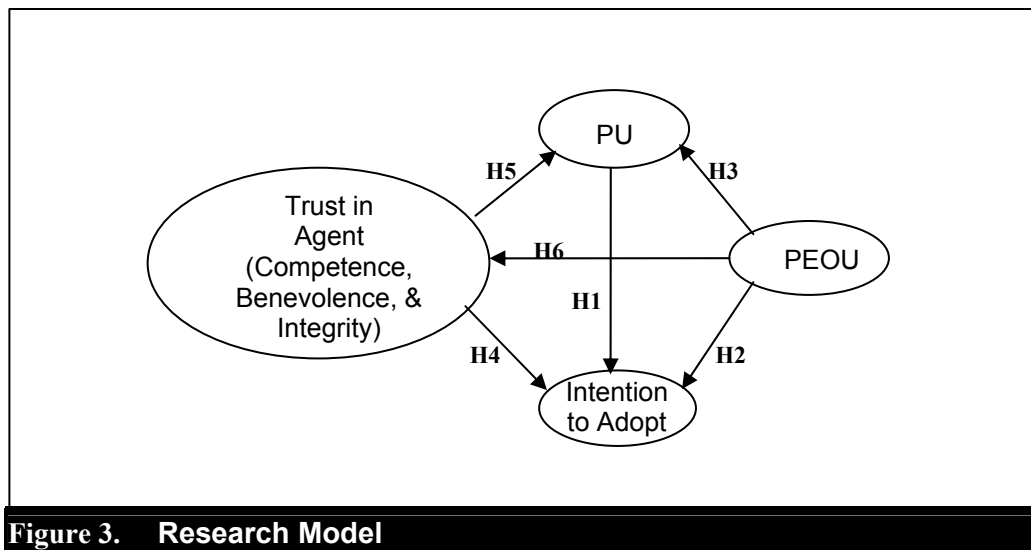 PU
H5
H3
Trust in
Agent
(Competence,
Benevolence, &
Integrity)
H6
PEOU
H1
H4
H2
Intention
to Adopt
Figure 3. Research Model